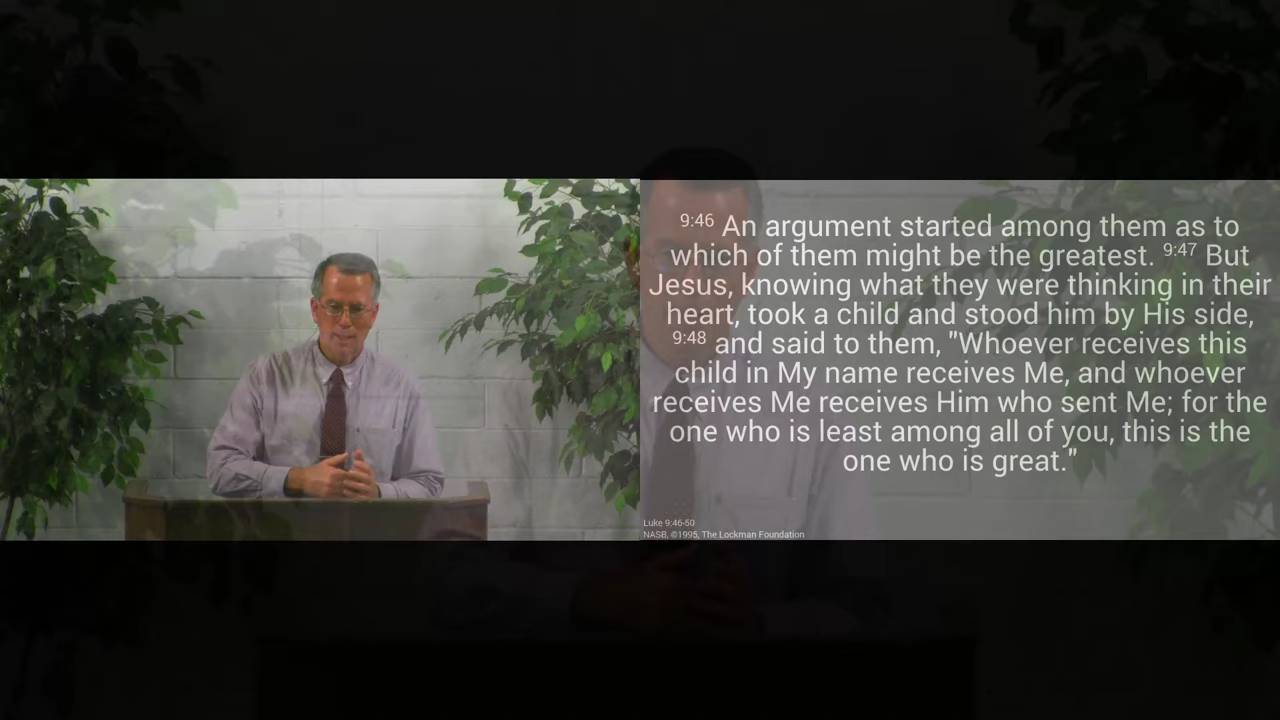 9:46 An argument started among them as to
which of them might be the greatest. 9:47 But
Jesus, knowing what they were thinking in their
heart, took a child and stood him by His side,
9:48 and said to them, "Whoever receives this
child in My name receives Me, and whoever
receives Me receives Him who sent Me; for the
one who is least among all of you, this is the
one who is great."
Luke 9:46-50
NASB, ©1995, The Lockman Foundation